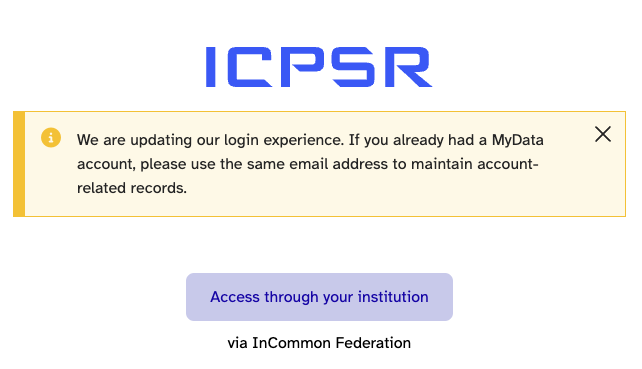 ICPSR
We are updating our login experience. If you already had a MyData
account, please use the same email address to maintain account-
related records.
Access through your institution
via InCommon Federation